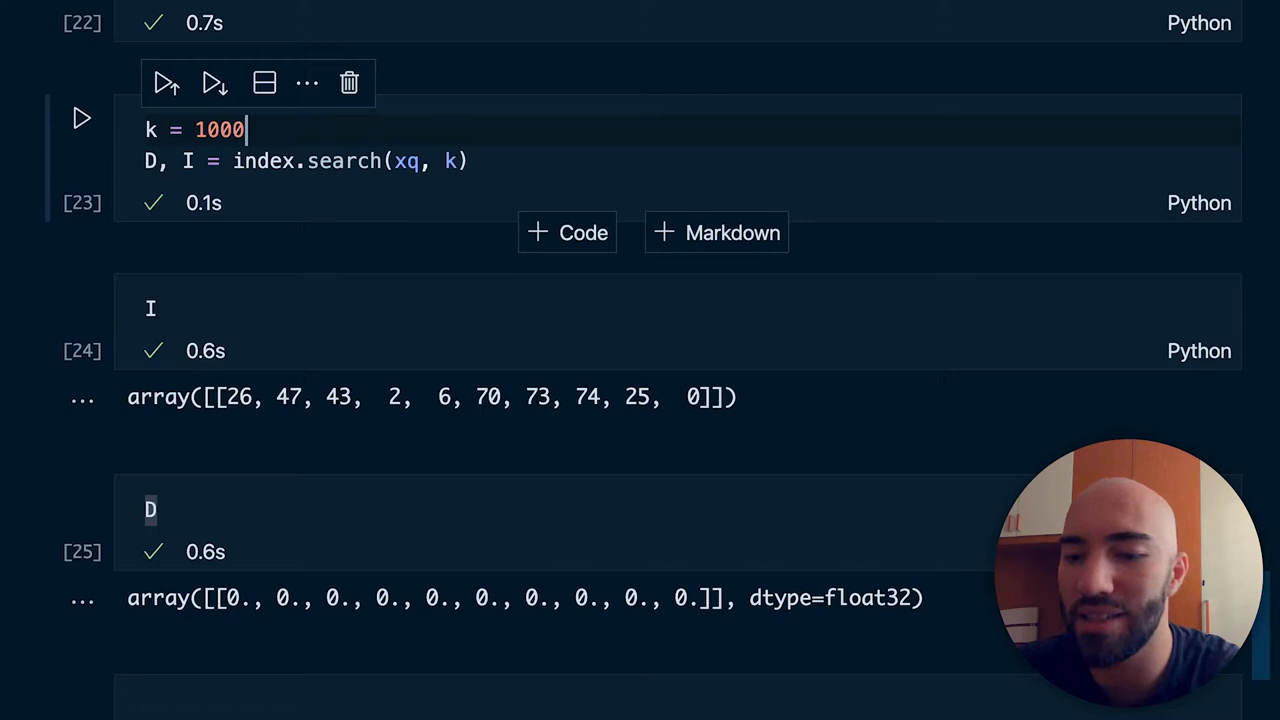 [22] 0.7s Python
k = 1000
D, I = index.search(xq, k)
[23] 0.1s Python
+ Code + Markdown
I
[24] 0.6s Python
... array([[26, 47, 43, 2, 6, 70, 73, 74, 25, 0]])
D
[25] 0.6s
... array([[0., 0., 0., 0., 0., 0., 0., 0., 0., 0.]], dtype=float32)